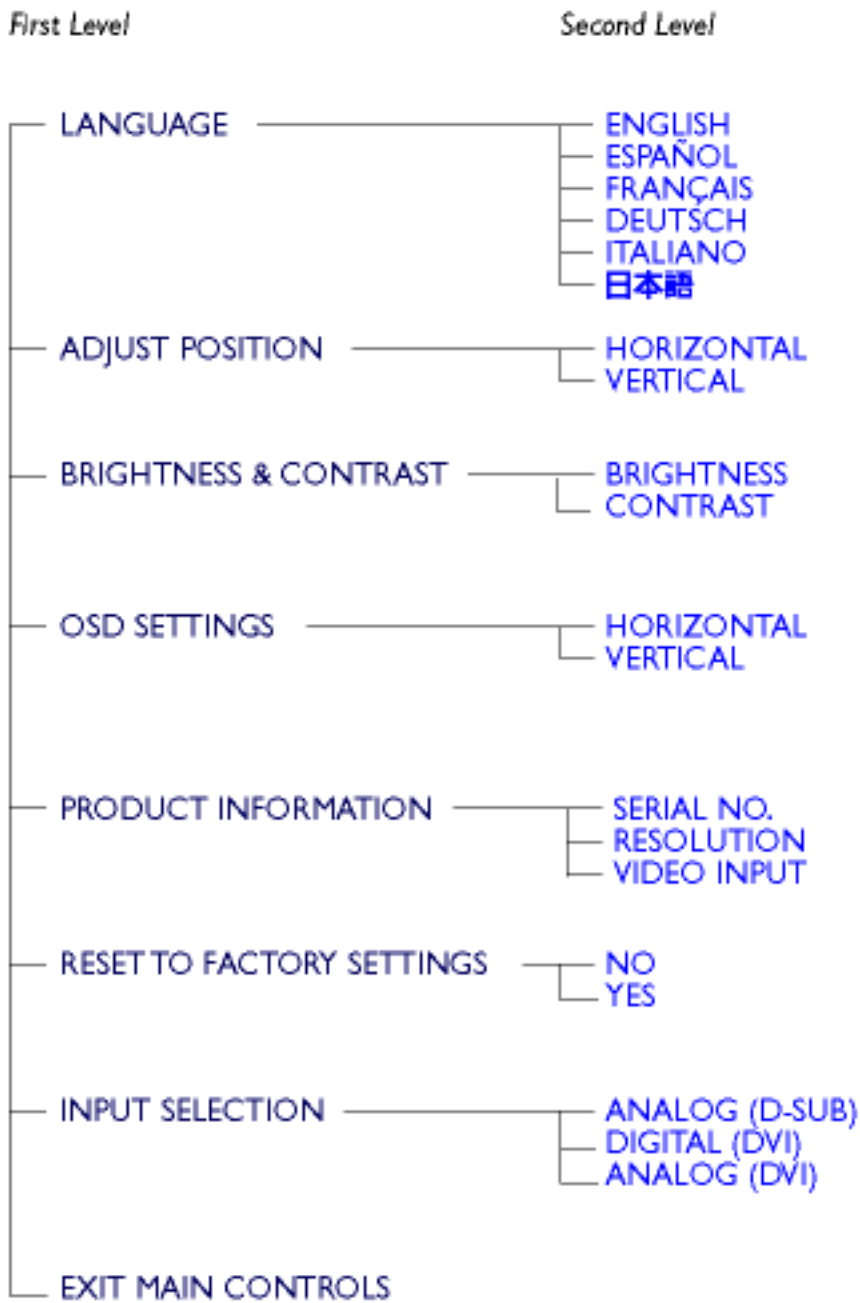 First Level Second Level
LANGUAGE ENGLISH
ESPAÑOL
FRANÇAIS
DEUTSCH
ITALIANO
日本語
ADJUST POSITION HORIZONTAL
VERTICAL
BRIGHTNESS & CONTRAST BRIGHTNESS
CONTRAST
OSD SETTINGS HORIZONTAL
VERTICAL
PRODUCT INFORMATION SERIAL NO.
RESOLUTION
VIDEO INPUT
RESET TO FACTORY SETTINGS NO
YES
INPUT SELECTION ANALOG (D-SUB)
DIGITAL (DVI)
ANALOG (DVI)
EXIT MAIN CONTROLS